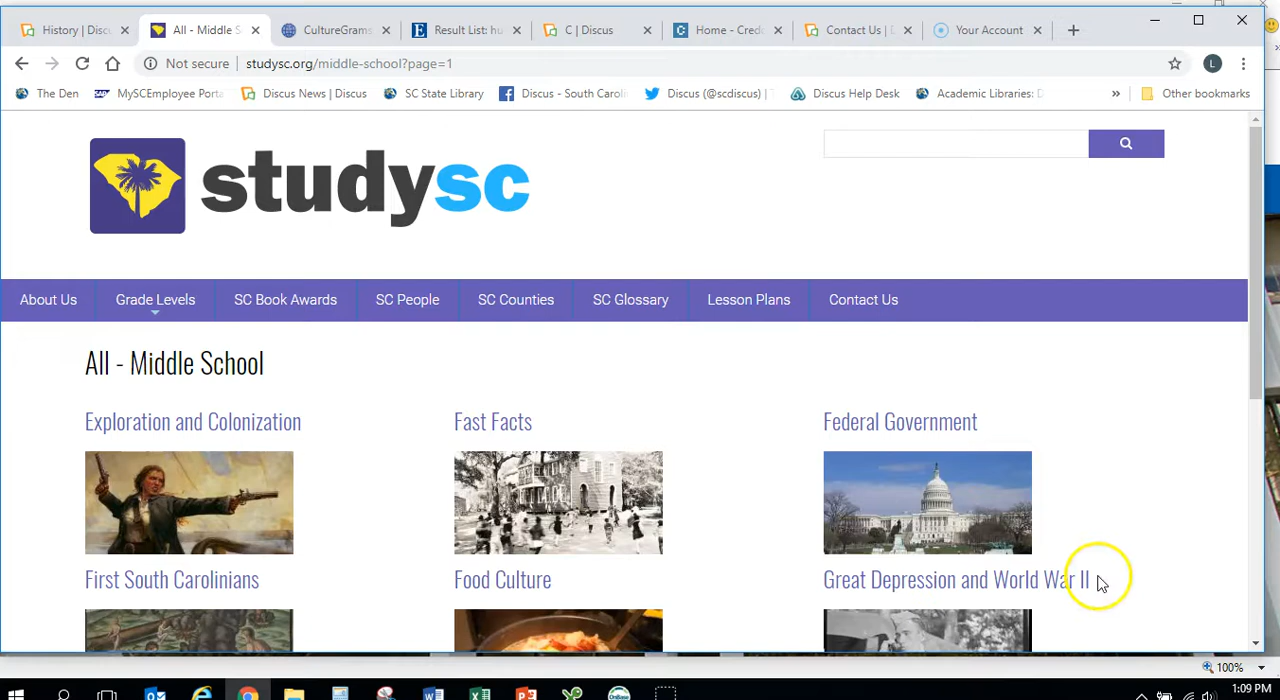 History | Discu
All - Middle S
CultureGrams
Result List: hu
C | Discus
Home - Cred
Contact Us | D
Your Account
Not secure | studysc.org/middle-school?page=1
L
The Den
MySCEmployee Porta
Discus News | Discus
SC State Library
Discus - South Caroli
Discus (@scdiscus) | T
Discus Help Desk
Academic Libraries: D
»
Other bookmarks
studysc
About Us
Grade Levels
SC Book Awards
SC People
SC Counties
SC Glossary
Lesson Plans
Contact Us
All - Middle School
Exploration and Colonization
Fast Facts
Federal Government
First South Carolinians
Food Culture
Great Depression and World War II
100%
1:09 PM